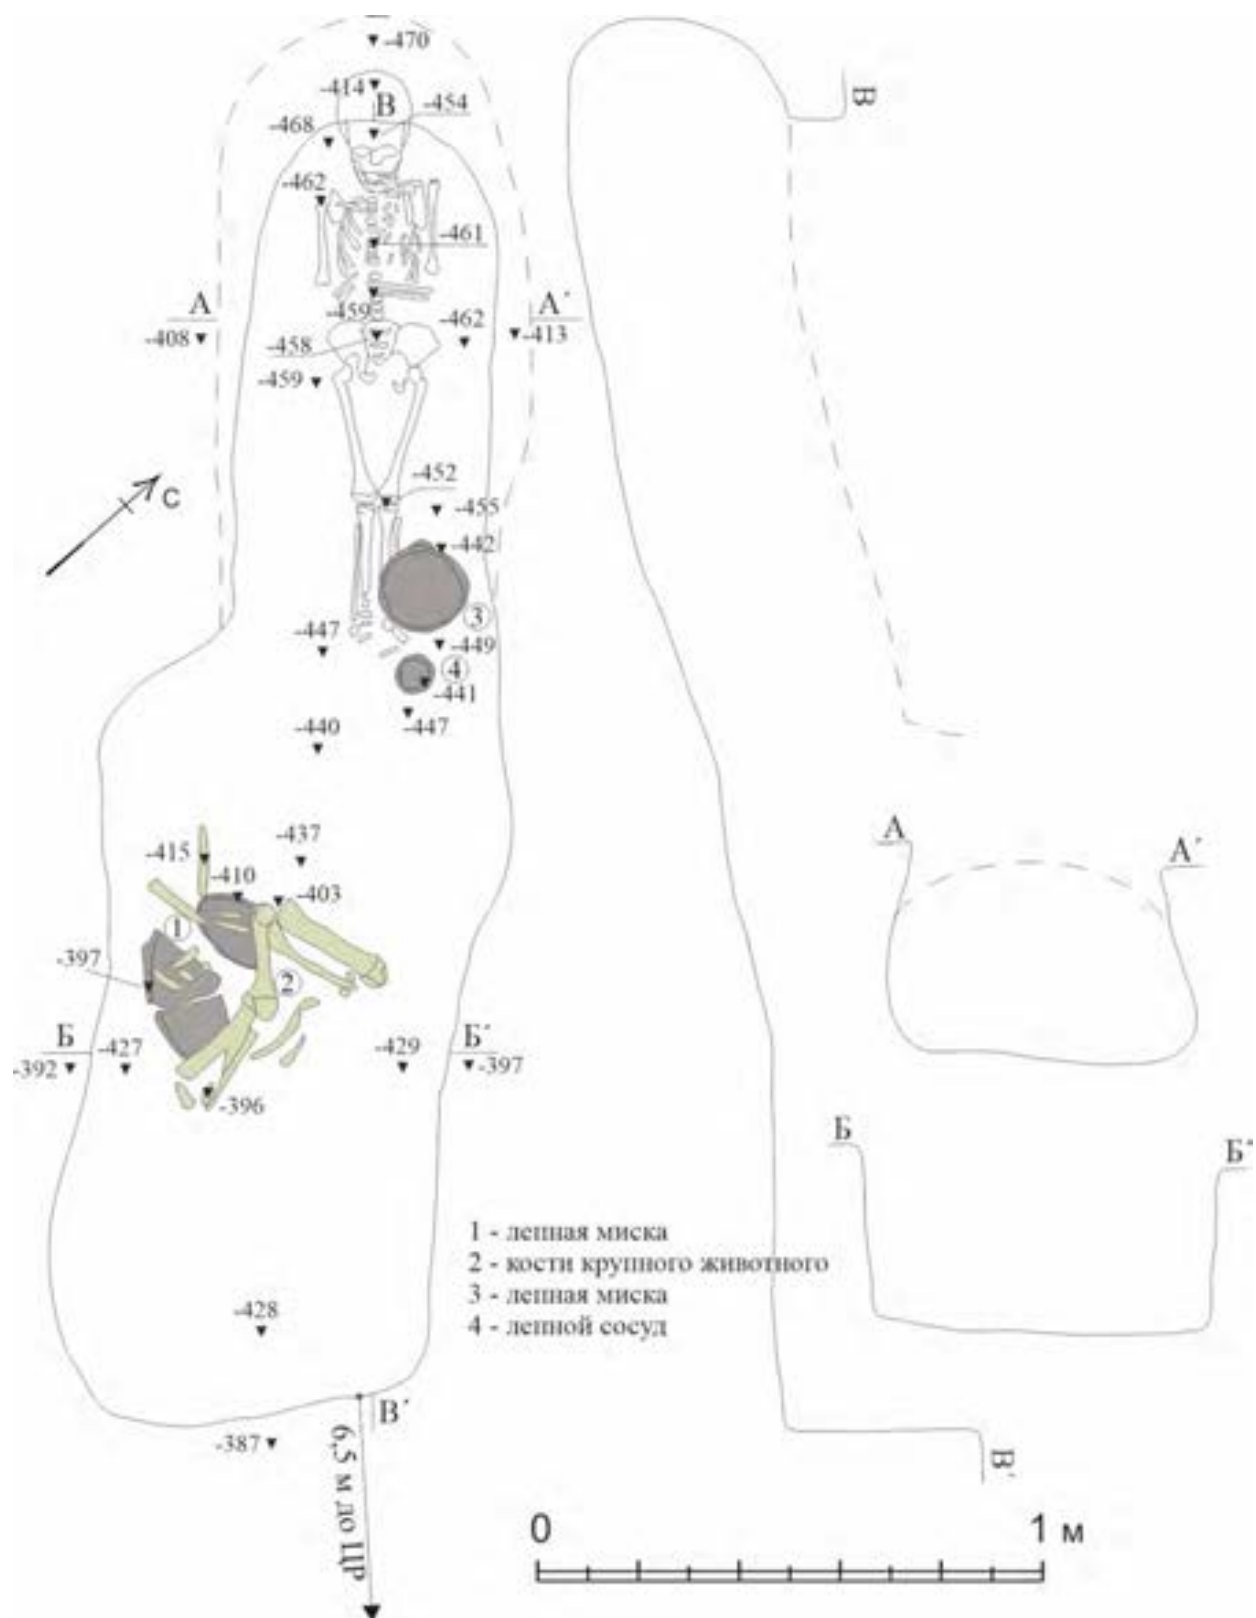 -470
-414
В
-454
В
-468
-462
-461
А
А´
-459
-462
-408
-458
-413
-459
-452
С
-455
-442
3
-447
-449
4
-441
-440
-447
А
-437
-415
А´
-410
-403
1
-397
2
Б
-427
-429
Б´
-392
-397
-396
Б
Б´
1 - лепная миска
2 - кости крупного животного
3 - лепная миска
4 - лепной сосуд
-428
В´
-387
В´
6,5 м до ЦР
0
1 м